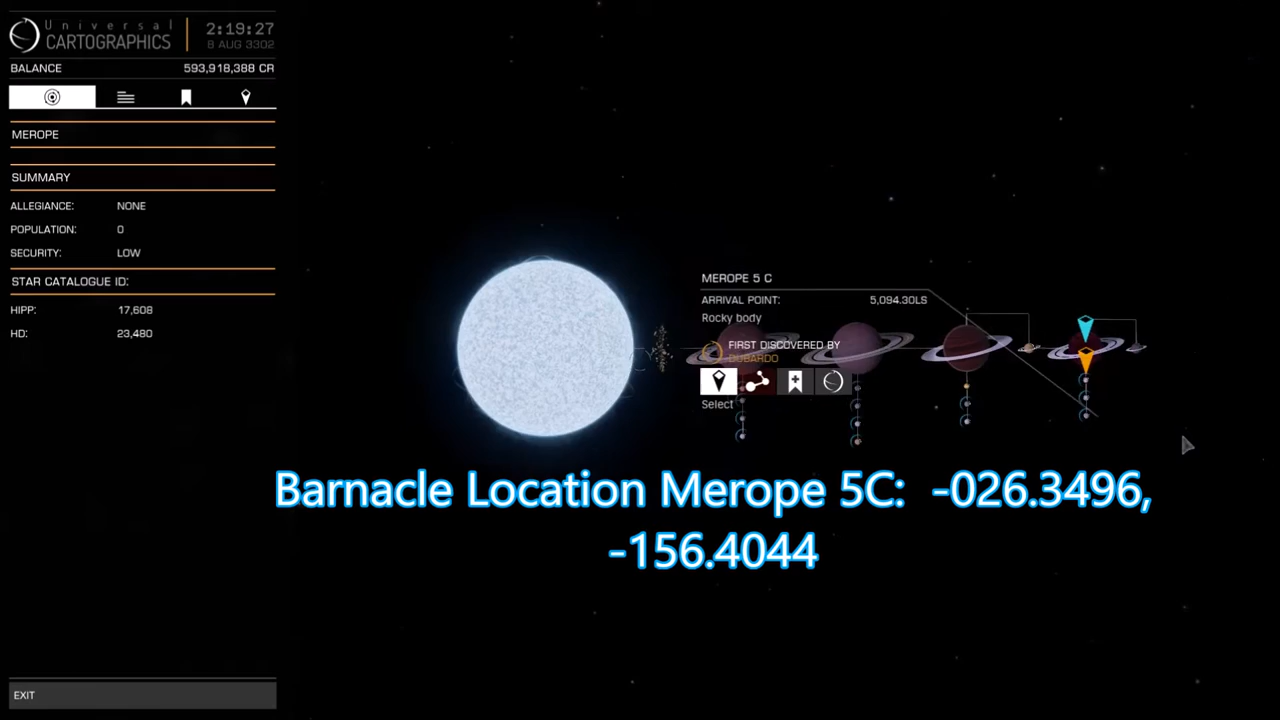 Universal
CARTOGRAPHICS
2:19:27
8 AUG 3302
BALANCE 593,918,388 CR
MEROPE
SUMMARY
ALLEGIANCE: NONE
POPULATION: 0
SECURITY: LOW
STAR CATALOGUE ID:
HIPP: 17,608
HD: 23,480
MEROPE 5 C
ARRIVAL POINT: 5,094.30LS
Rocky body
FIRST DISCOVERED BY
DUBARDO
Select
Barnacle Location Merope 5C: -026.3496,
-156.4044
EXIT